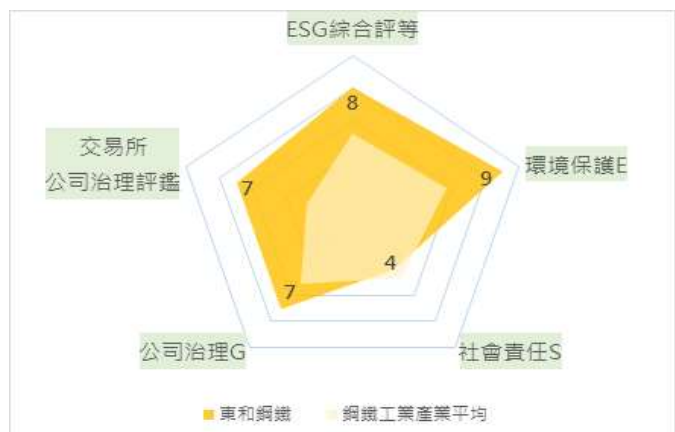 ESG綜合評等
8
交易所
公司治理評鑑
7
9
環境保護E
4
7
公司治理G
社會責任S
東和鋼鐵
鋼鐵工業產業平均